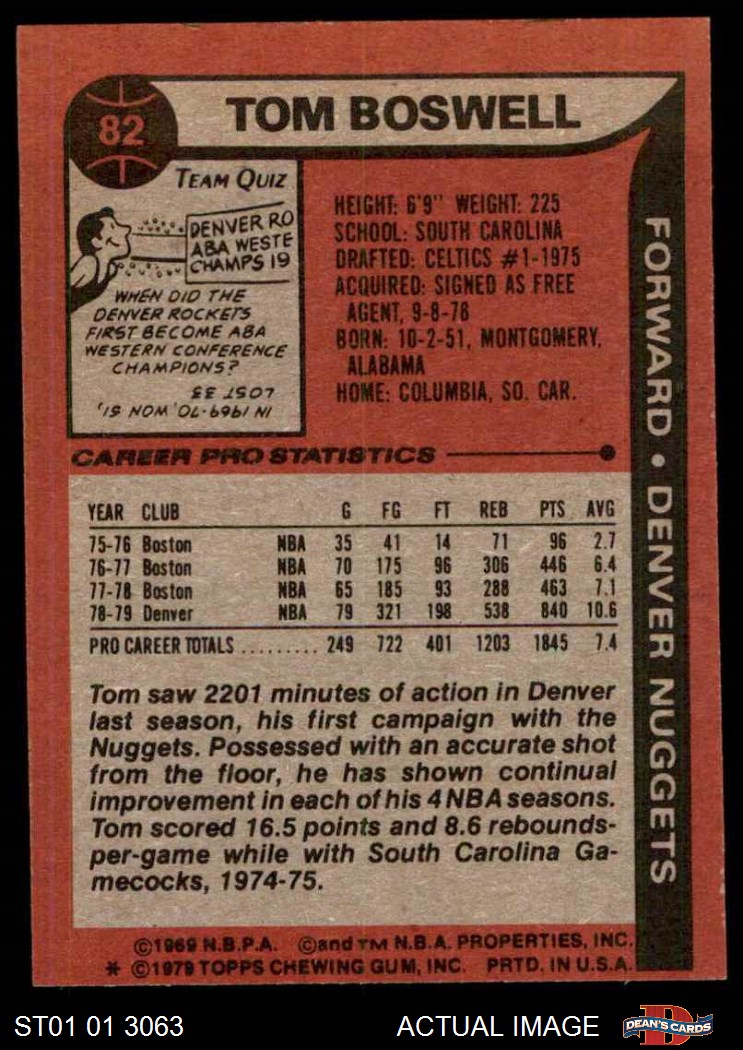 82
TOM BOSWELL
TEAM QUIZ
DENVER RO
ABA WESTE
CHAMPS 19
WHEN DID THE
DENVER ROCKETS
FIRST BECOME ABA
WESTERN CONFERENCE
CHAMPIONS?
IN 1969-70, WON 51,
LOST 33
HEIGHT: 6'9" WEIGHT: 225
SCHOOL: SOUTH CAROLINA
DRAFTED: CELTICS #1-1975
ACQUIRED: SIGNED AS FREE
AGENT, 9-8-78
BORN: 10-2-51, MONTGOMERY,
ALABAMA
HOME: COLUMBIA, SO. CAR.
FORWARD • DENVER NUGGETS
CAREER PRO STATISTICS
YEAR CLUB G FG FT REB PTS AVG
75-76 Boston NBA 35 41 14 71 96 2.7
76-77 Boston NBA 70 175 96 306 446 6.4
77-78 Boston NBA 65 185 93 288 463 7.1
78-79 Denver NBA 79 321 198 538 840 10.6
PRO CAREER TOTALS ......... 249 722 401 1203 1845 7.4
Tom saw 2201 minutes of action in Denver
last season, his first campaign with the
Nuggets. Possessed with an accurate shot
from the floor, he has shown continual
improvement in each of his 4 NBA seasons.
Tom scored 16.5 points and 8.6 rebounds-
per-game while with South Carolina Ga-
mecocks, 1974-75.
©1969 N.B.P.A. ©and TM N.B.A. PROPERTIES, INC.
* ©1979 TOPPS CHEWING GUM, INC. PRTD. IN U.S.A.
ST01 01 3063
ACTUAL IMAGE
D
DEAN'S CARDS